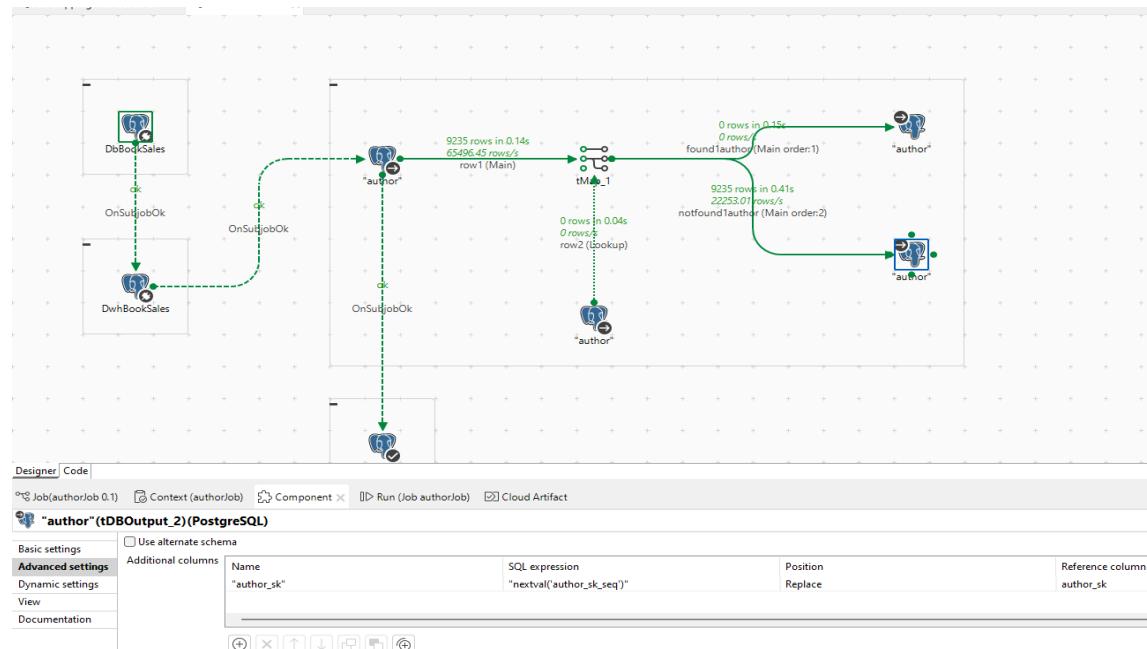 DbBookSales
ok
OnSubjobOk
DwhBookSales
ok
OnSubjobOk
"author"
9235 rows in 0.14s
65496.45 rows/s
row1 (Main)
tMap_1
0 rows in 0.15s
0 rows/s
found1author (Main order:1)
"author"
9235 rows in 0.41s
22253.01 rows/s
notfound1author (Main order:2)
"author"
0 rows in 0.04s
0 rows/s
row2 (Lookup)
"author"
ok
OnSubjobOk
Designer Code
Job(authorJob 0.1) Context (authorJob) Component Run (Job authorJob) Cloud Artifact
"author"(tDBOutput_2)(PostgreSQL)
Basic settings
Advanced settings
Dynamic settings
View
Documentation
Use alternate schema
Additional columns
Name SQL expression Position Reference column
"author_sk" "nextval('author_sk_seq')" Replace author_sk